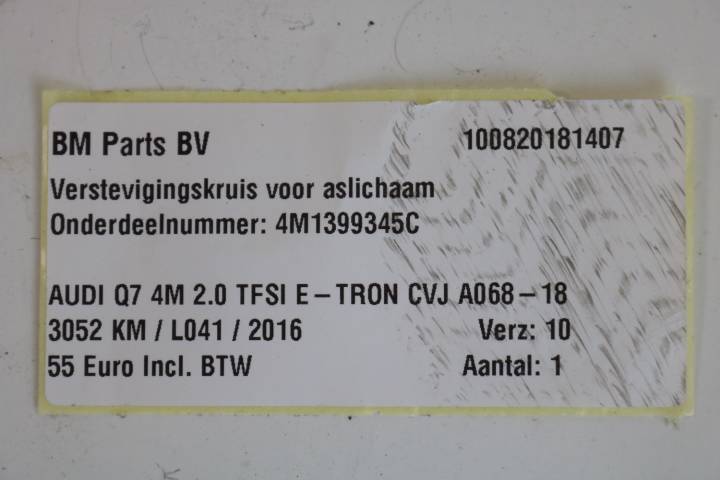 BM Parts BV 100820181407
Verstevigingskruis voor aslichaam
Onderdeelnummer: 4M1399345C
AUDI Q7 4M 2.0 TFSI E-TRON CVJ A068-18
3052 KM / L041 / 2016 Verz: 10
55 Euro Incl. BTW Aantal: 1